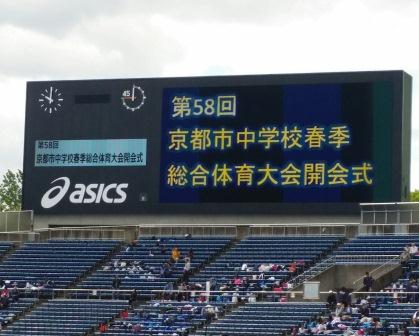 45
第58回
京都市中学校春季総合体育大会開会式
asics
第58回
京都市中学校春季
総合体育大会開会式